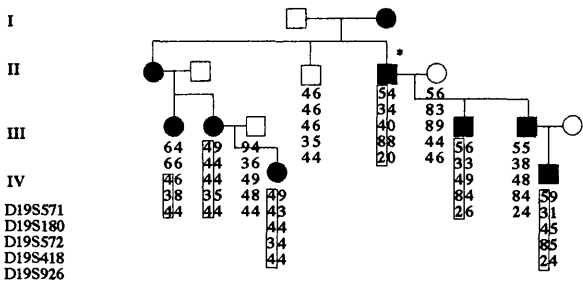 I
*
II
46 54 56
46 34 83
46 40 89
35 88 44
44 20 46
III
64 49 94 56 55
66 44 36 33 38
46 44 49 49 48
38 35 48 84 84
44 44 44 26 24
IV
49 59
43 31
44 45
34 85
44 24
D19S571
D19S180
D19S572
D19S418
D19S926